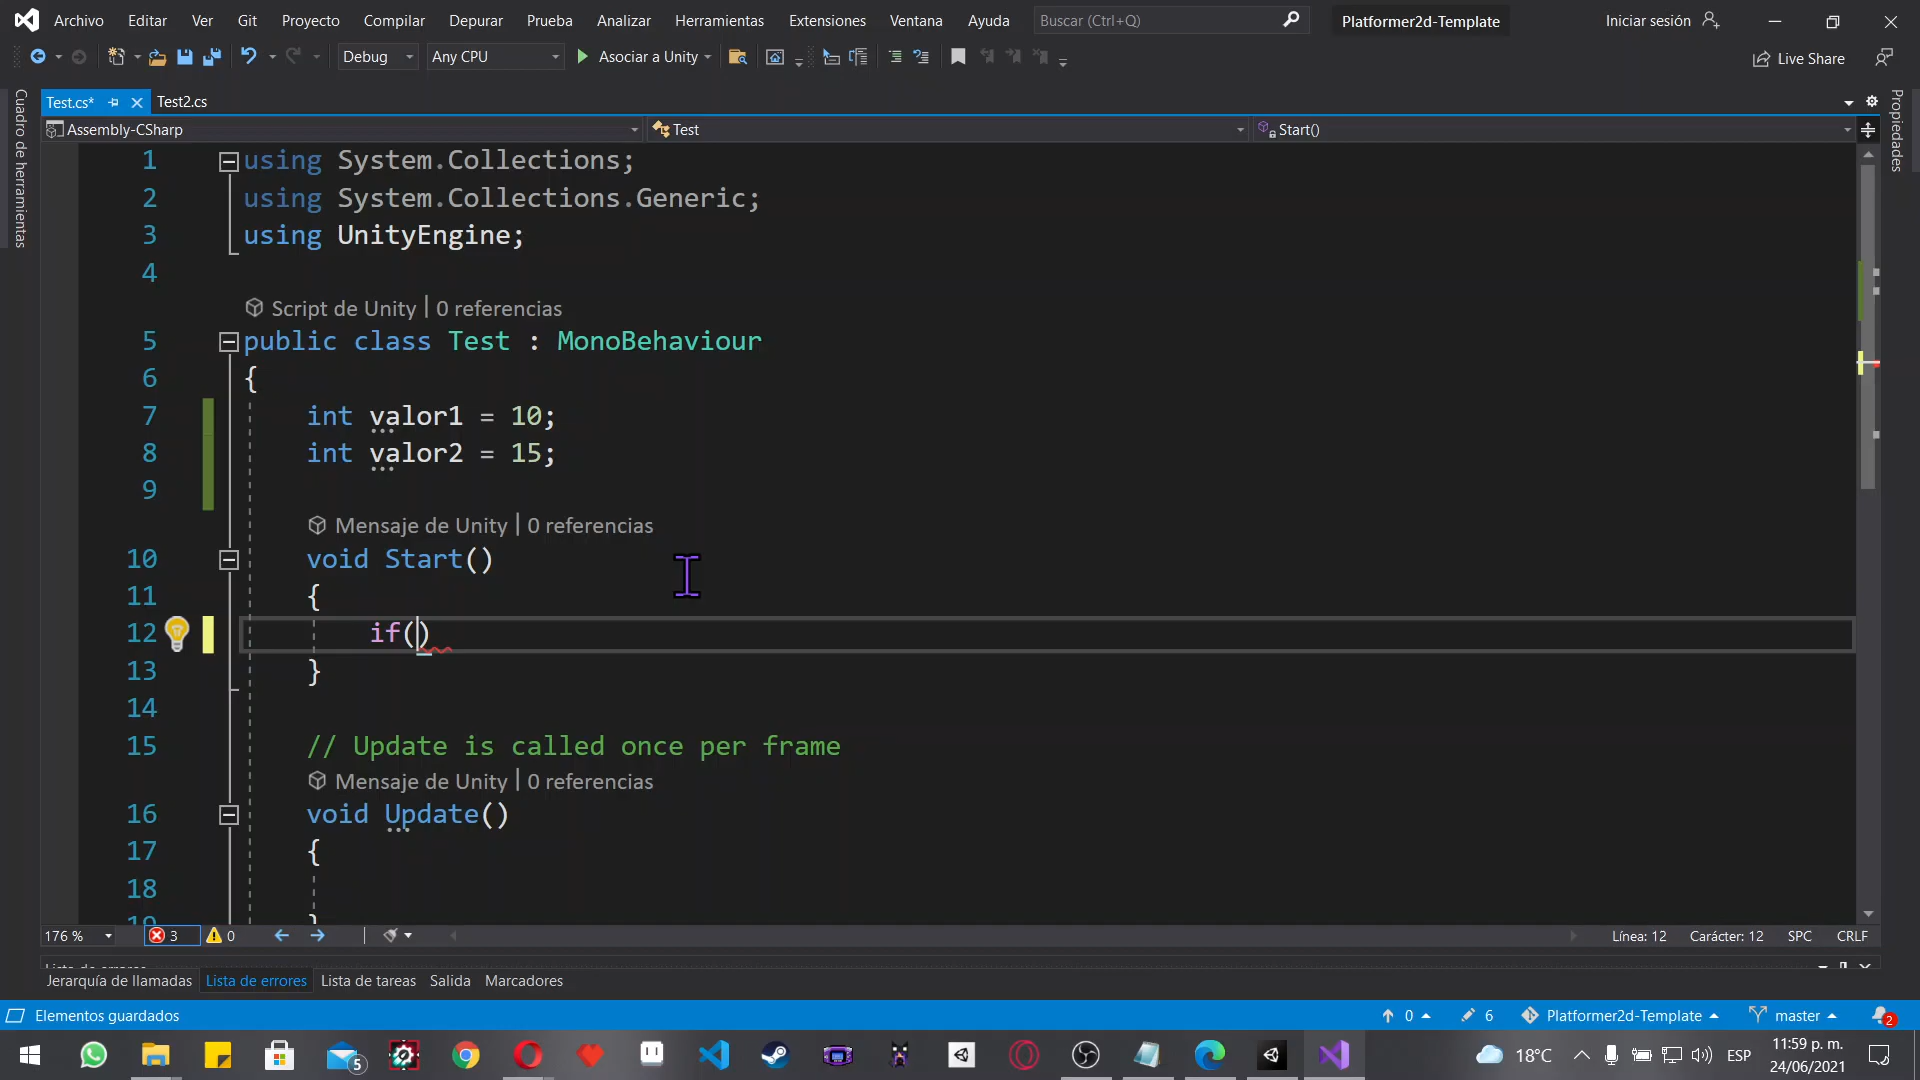 Archivo Editar Ver Git Proyecto Compilar Depurar Prueba Analizar Herramientas Extensiones Ventana Ayuda Buscar (Ctrl+Q) Platformer2d-Template Iniciar sesión
Debug Any CPU Asociar a Unity Live Share
Cuadro de herramientas
Propiedades
Test.cs* Test2.cs
Assembly-CSharp Test Start()
1 using System.Collections;
2 using System.Collections.Generic;
3 using UnityEngine;
4
Script de Unity | 0 referencias
5 public class Test : MonoBehaviour
6 {
7 int valor1 = 10;
8 int valor2 = 15;
9
Mensaje de Unity | 0 referencias
10 void Start()
11 {
12 if()
13 }
14
15 // Update is called once per frame
Mensaje de Unity | 0 referencias
16 void Update()
17 {
18
19 }
176 % 3 0 Línea: 12 Carácter: 12 SPC CRLF
Lista de errores
Jerarquía de llamadas Lista de errores Lista de tareas Salida Marcadores
Elementos guardados 0 6 Platformer2d-Template master 2
5 18°C ESP 11:59 p. m.
24/06/2021